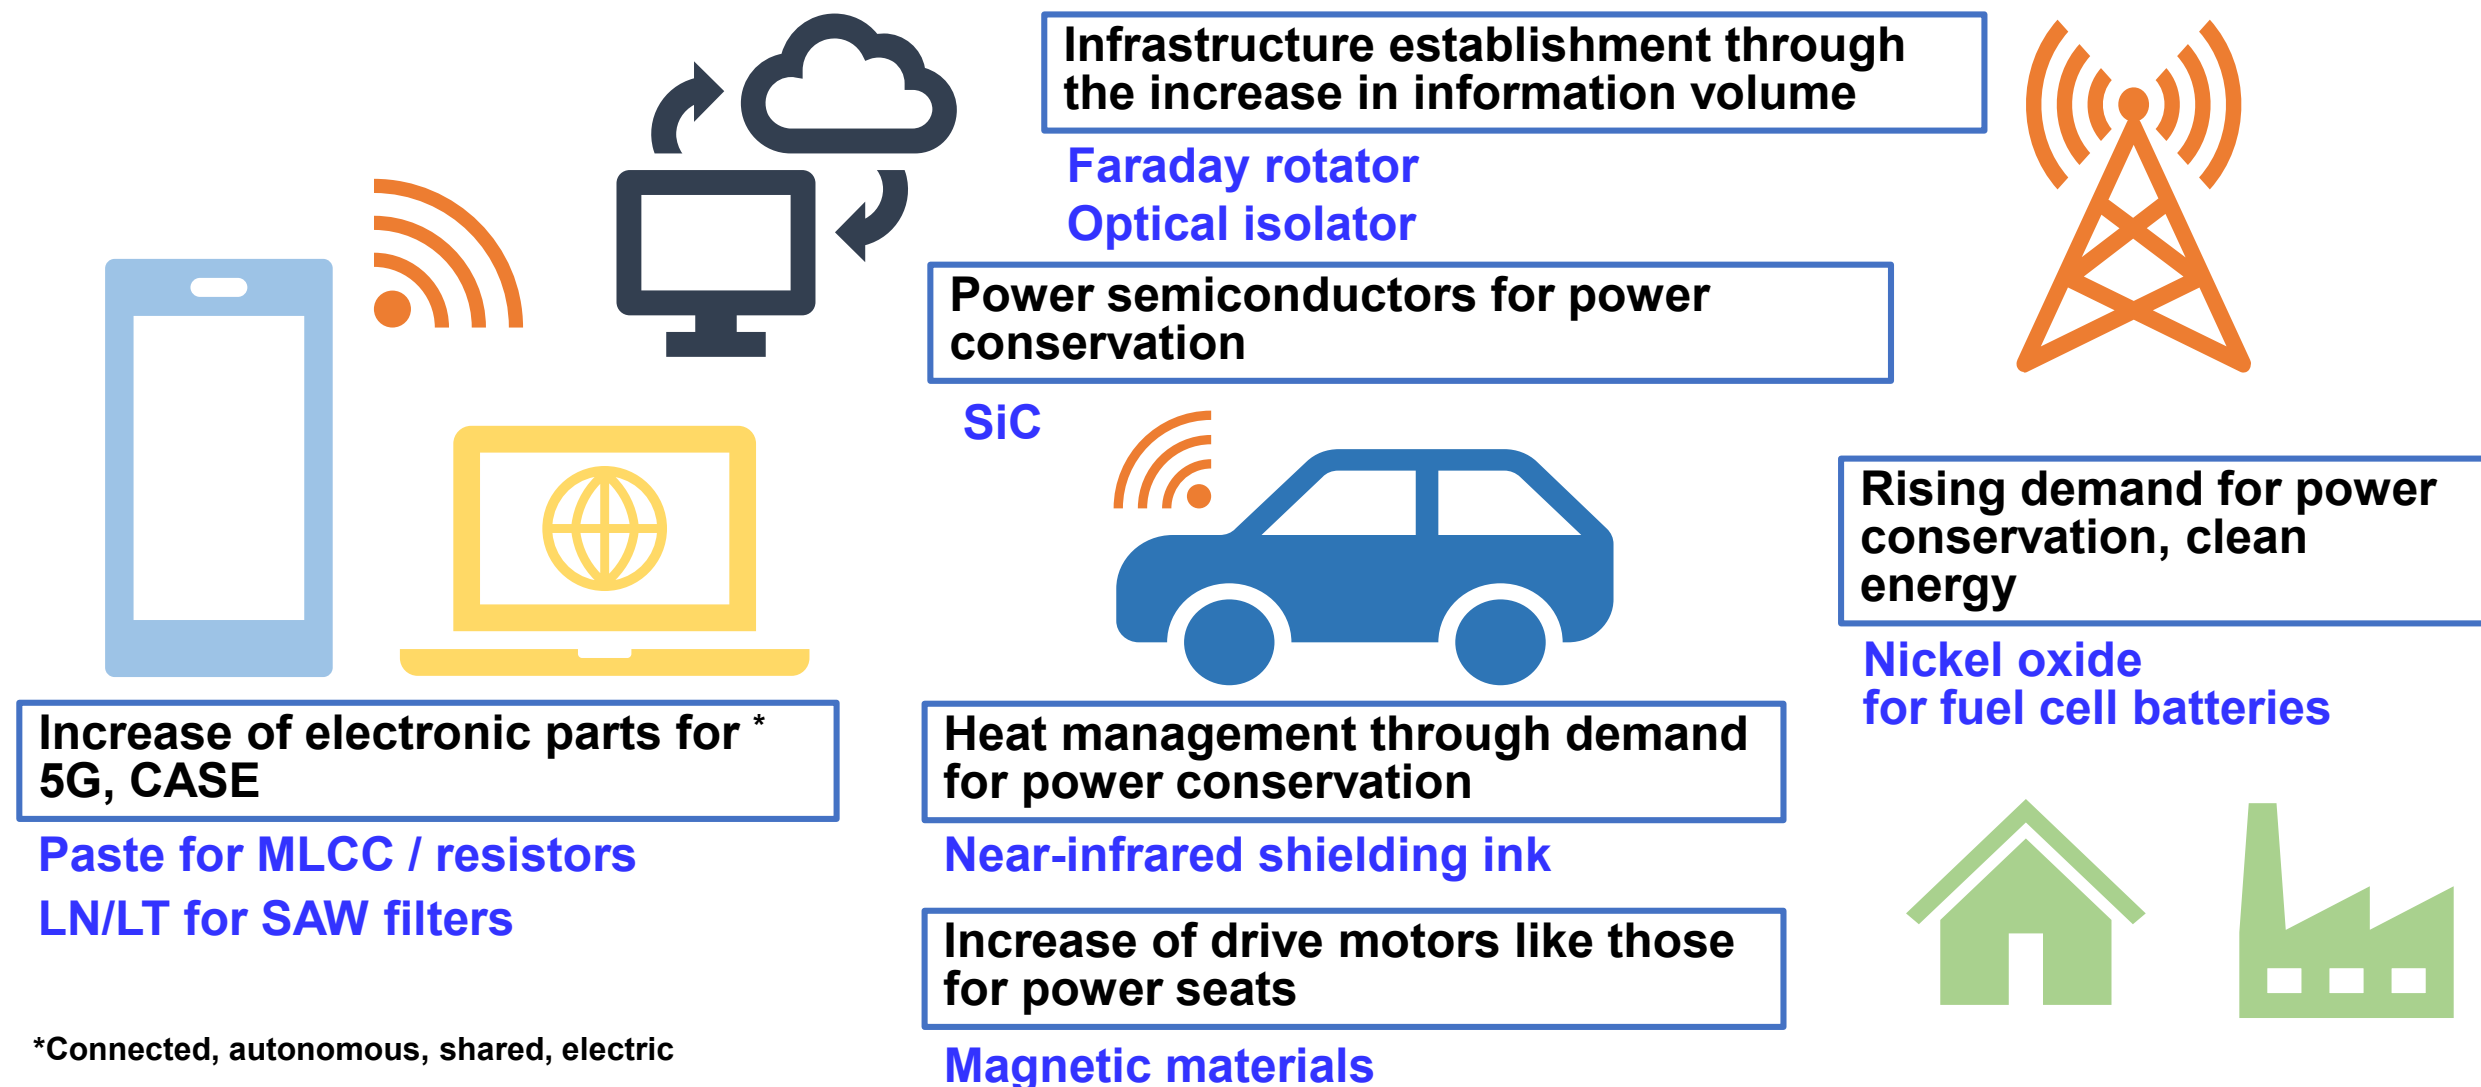 Infrastructure establishment through
the increase in information volume
Faraday rotator
Optical isolator
Power semiconductors for power
conservation
SiC
Rising demand for power
conservation, clean
energy
Nickel oxide
for fuel cell batteries
Increase of electronic parts for *
5G, CASE
Paste for MLCC / resistors
LN/LT for SAW filters
Heat management through demand
for power conservation
Near-infrared shielding ink
Increase of drive motors like those
for power seats
Magnetic materials
*Connected, autonomous, shared, electric